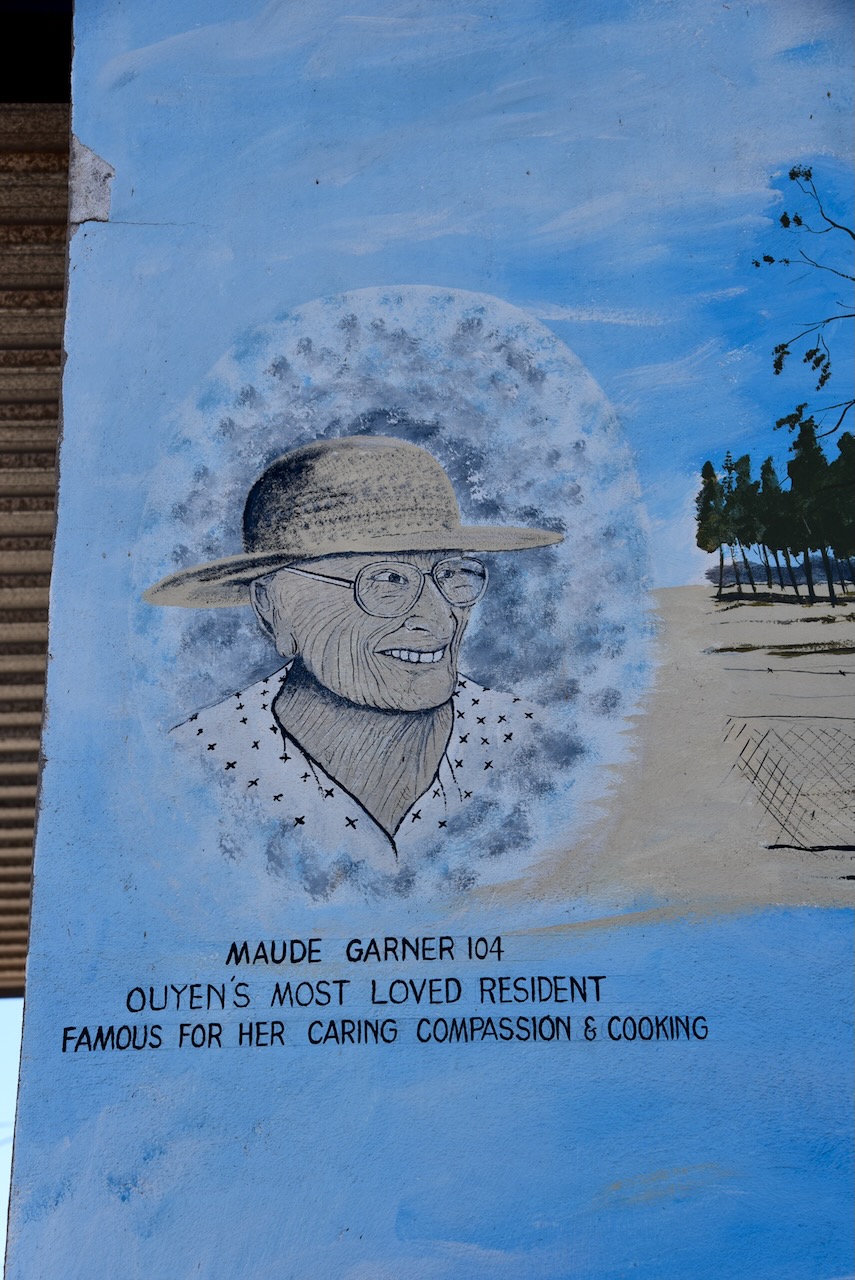 MAUDE GARNER 104
OUYEN'S MOST LOVED RESIDENT
FAMOUS FOR HER CARING COMPASSION & COOKING